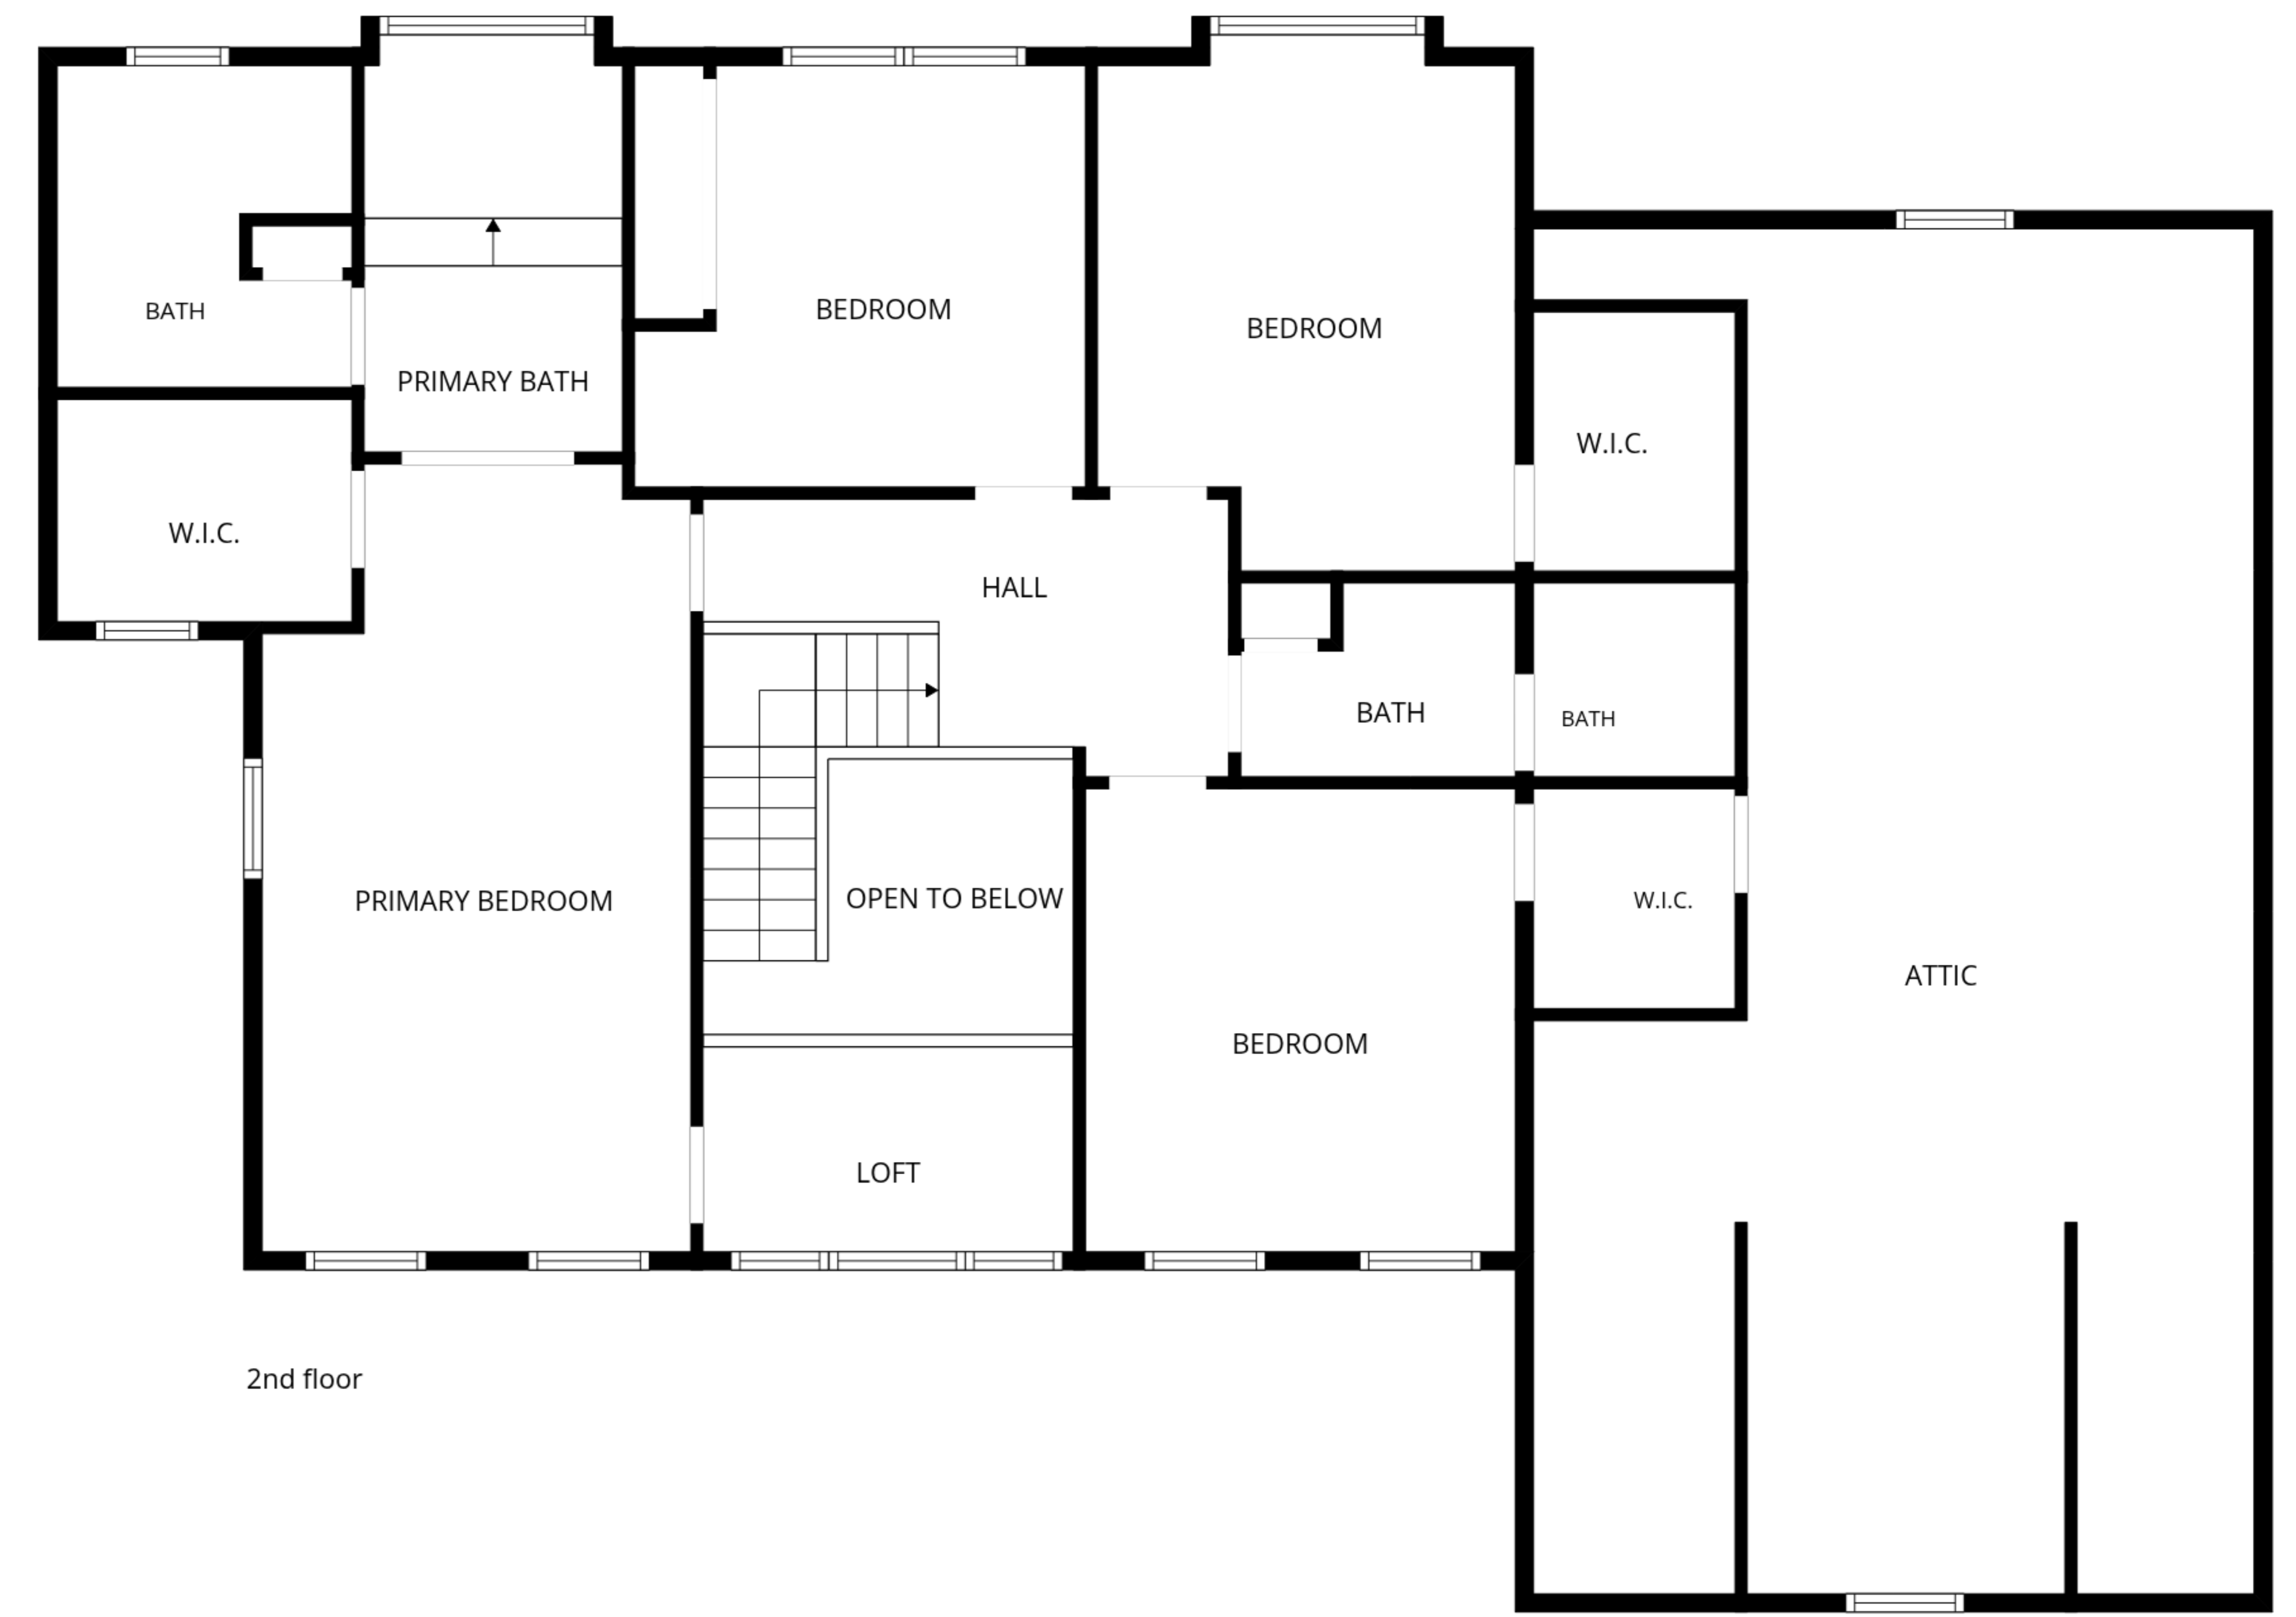 BEDROOM
BATH
BEDROOM
PRIMARY BATH
W.I.C.
W.I.C.
HALL
BATH
BATH
PRIMARY BEDROOM
OPEN TO BELOW
W.I.C.
ATTIC
BEDROOM
LOFT
2nd floor